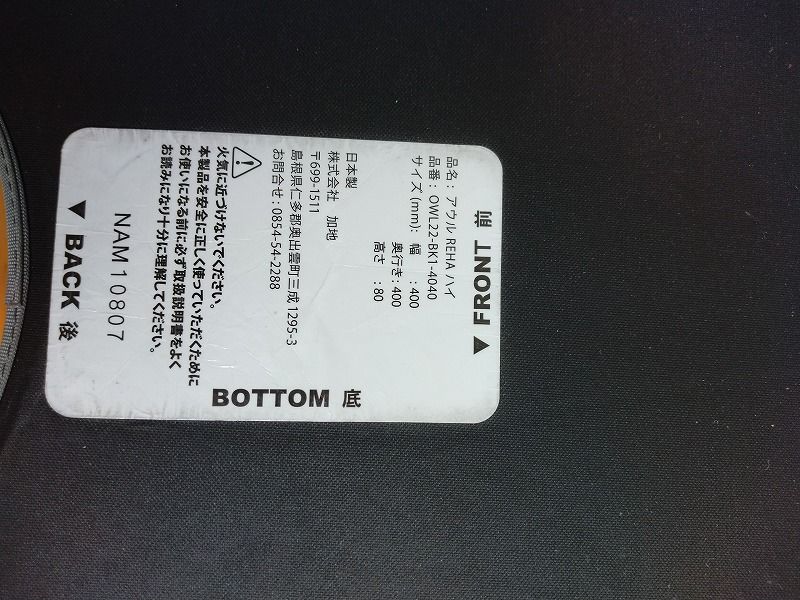 ▲ FRONT 前
品名：アウル REHA ハイ
品番：OWL22-BK1-4040
サイズ (mm)：幅　：400
奥行き：400
高さ　：80
日本製
株式会社　加地
〒699-1511
島根県仁多郡奥出雲町三成 1295-3
お問合せ：0854-54-2288
火気に近づけないでください。
本製品を安全に正しく使っていただくために
お使いになる前に必ず取扱説明書をよく
お読みになり十分に理解してください。
NAM10807
▼ BACK 後
BOTTOM 底